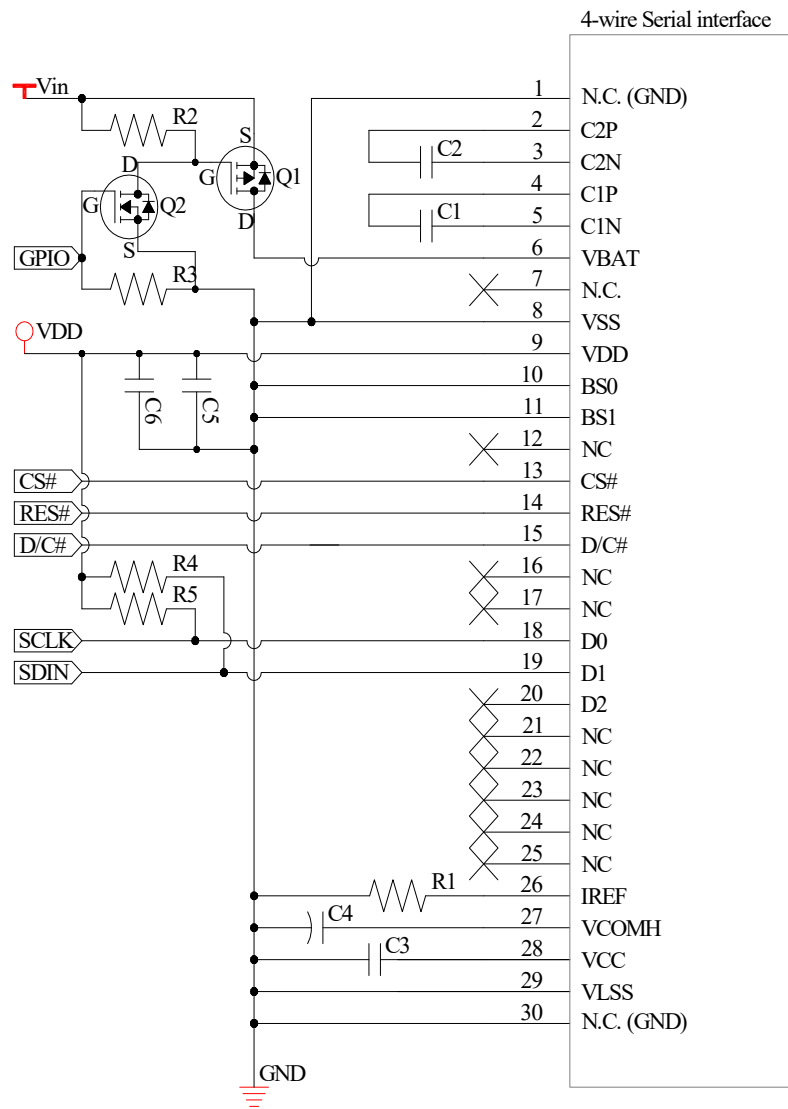 4-wire Serial interface
Vin
R2
S
G
Q1
D
D
G
Q2
S
GPIO
R3
VDD
C6
C5
CS#
RES#
D/C#
R4
R5
SCLK
SDIN
C2
C1
R1
C4
C3
GND
1 N.C. (GND)
2 C2P
3 C2N
4 C1P
5 C1N
6 VBAT
7 N.C.
8 VSS
9 VDD
10 BS0
11 BS1
12 NC
13 CS#
14 RES#
15 D/C#
16 NC
17 NC
18 D0
19 D1
20 D2
21 NC
22 NC
23 NC
24 NC
25 NC
26 IREF
27 VCOMH
28 VCC
29 VLSS
30 N.C. (GND)